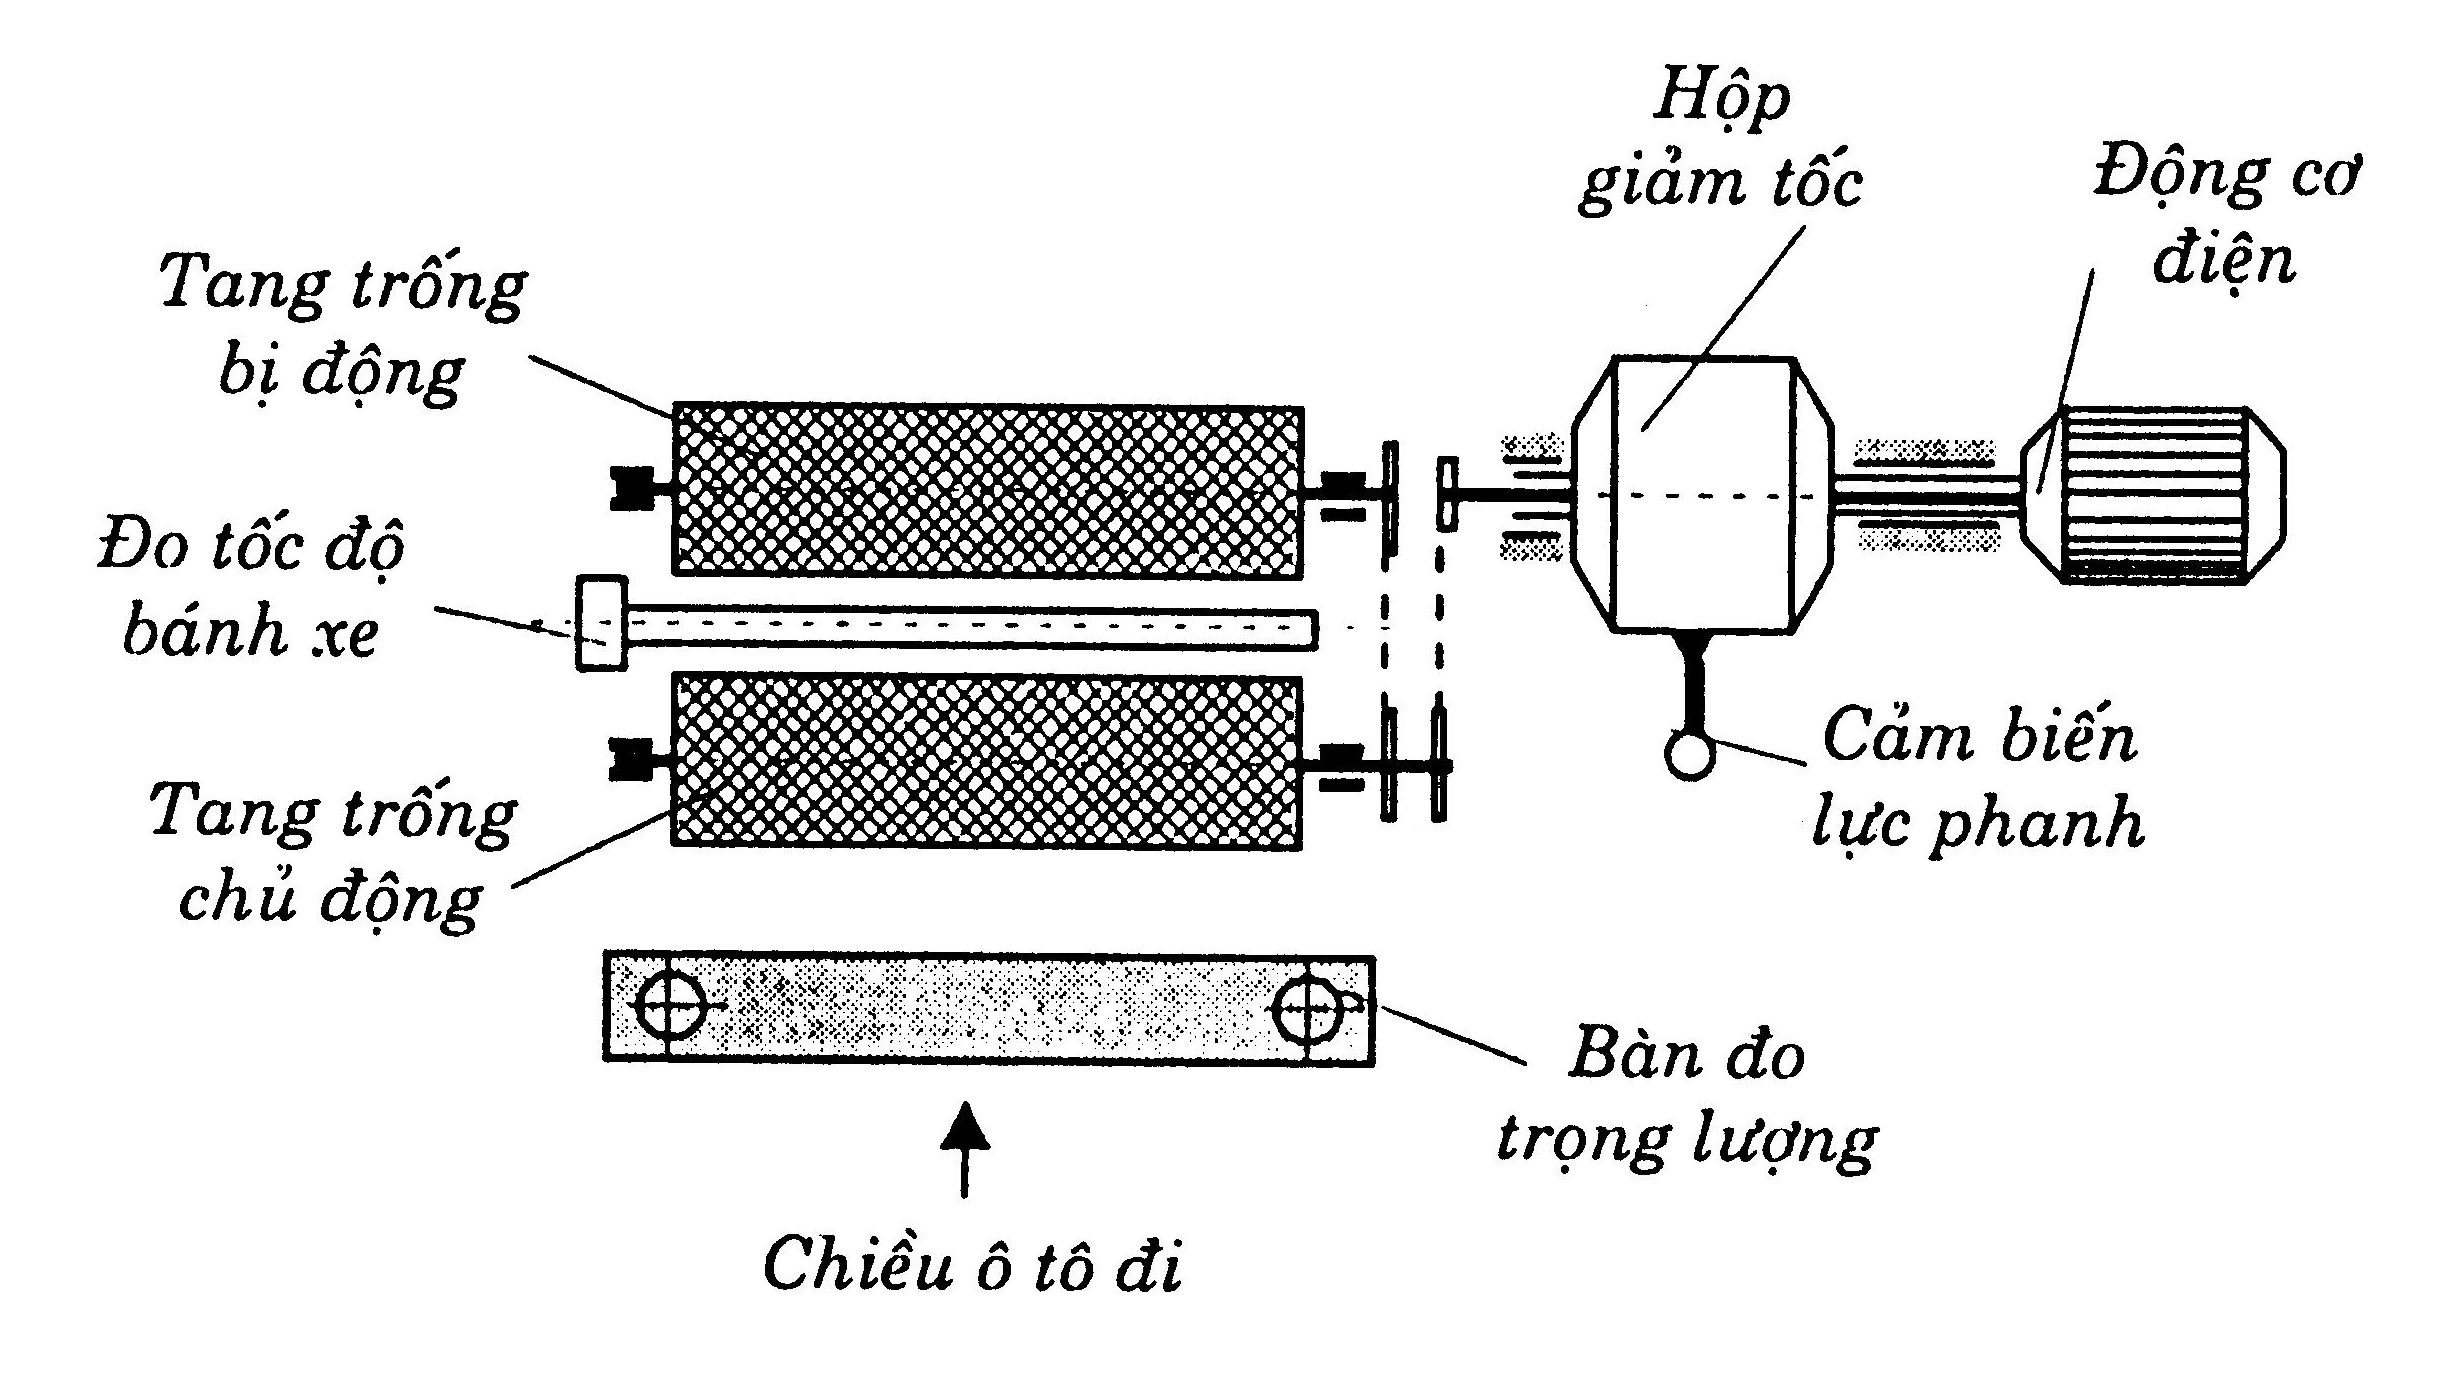 Hộp
giảm tốc
Động cơ
điện
Tang trống
bị động
Đo tốc độ
bánh xe
Tang trống
chủ động
Cảm biến
lực phanh
Bàn đo
trọng lượng
Chiều ô tô đi